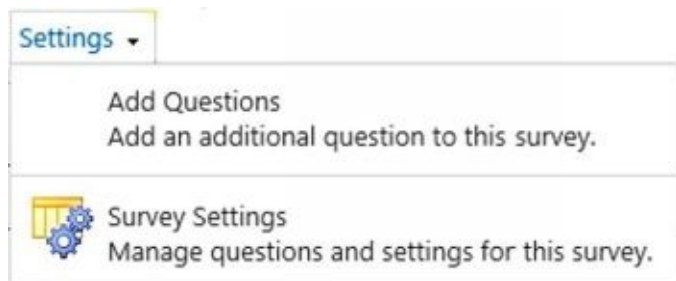 Settings
Add Questions
Add an additional question to this survey.
Survey Settings
Manage questions and settings for this survey.